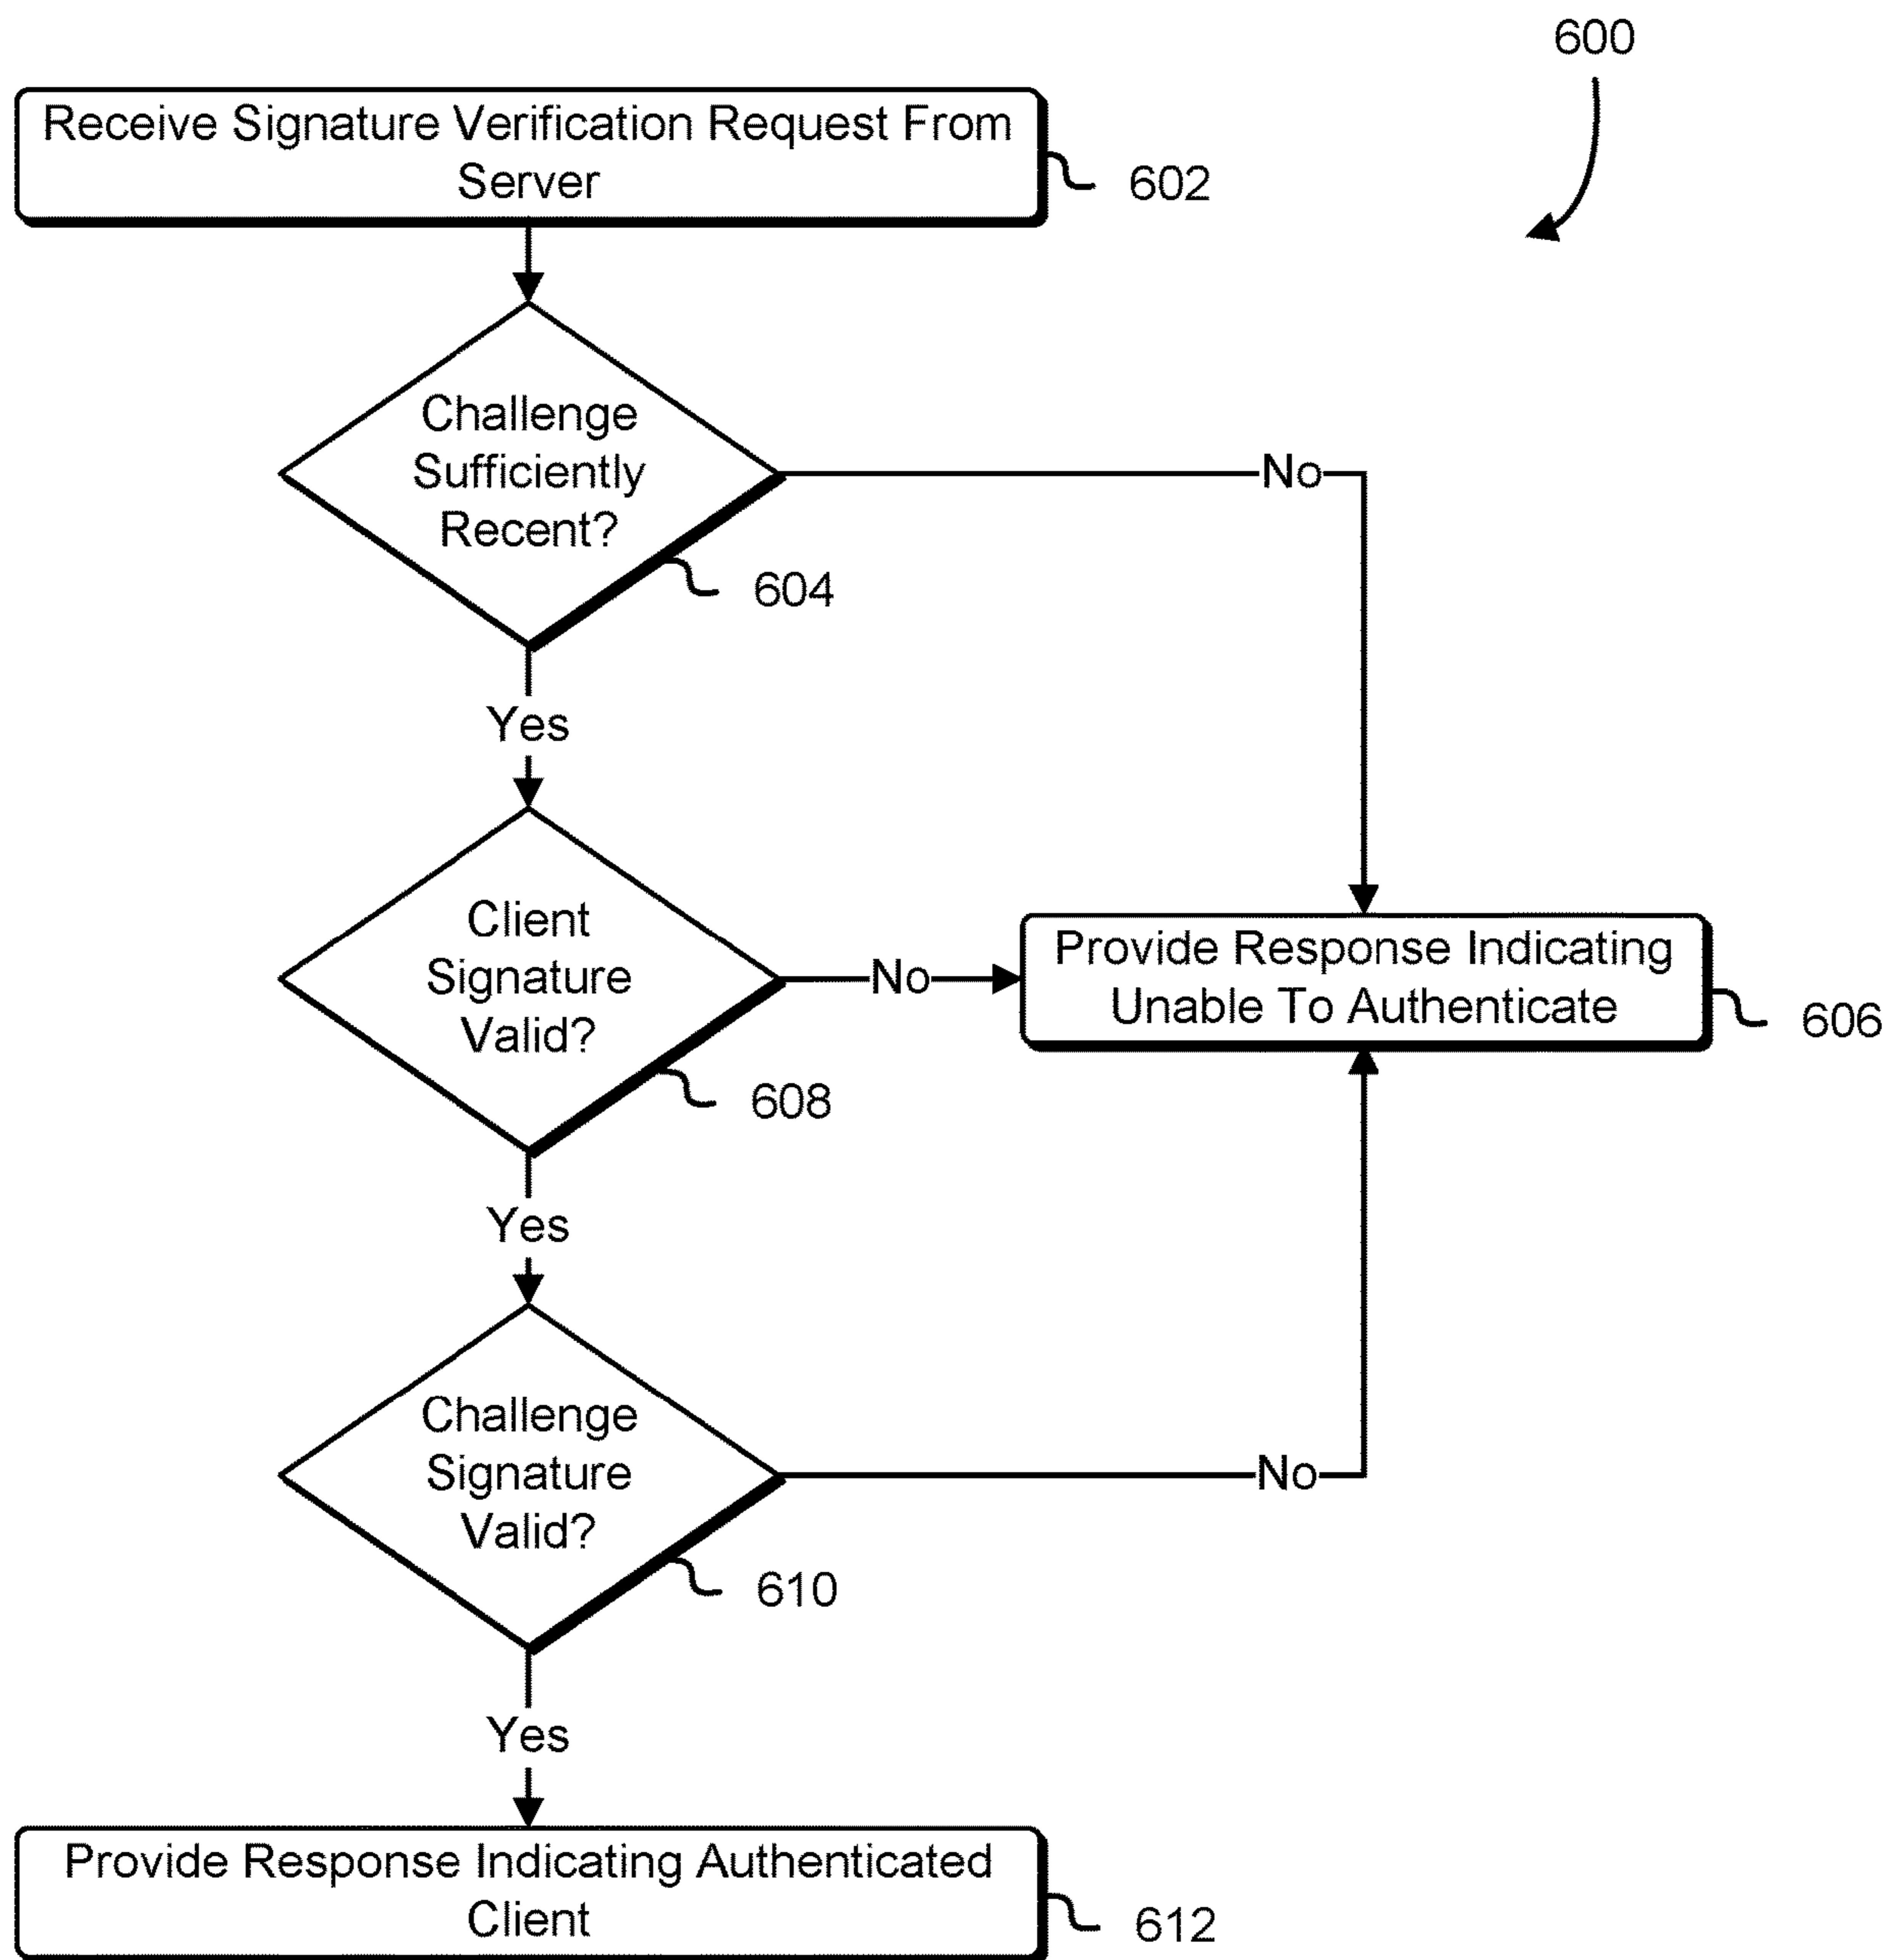 600
Receive Signature Verification Request From
Server
602
Challenge
Sufficiently
Recent?
No
604
Yes
Client
Signature
Valid?
No
Provide Response Indicating
Unable To Authenticate
606
608
Yes
Challenge
Signature
Valid?
No
610
Yes
Provide Response Indicating Authenticated
Client
612